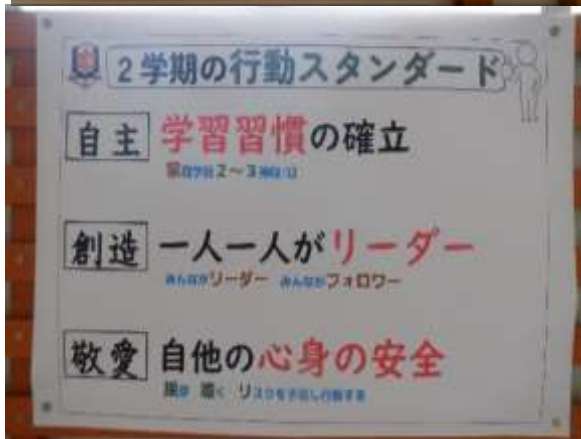 2学期の行動スタンダード
自主 学習習慣の確立
2〜3
創造 一人一人がリーダー
みんながリーダー みんながフォロワー
敬愛 自他の心身の安全
リスクを予測し行動する